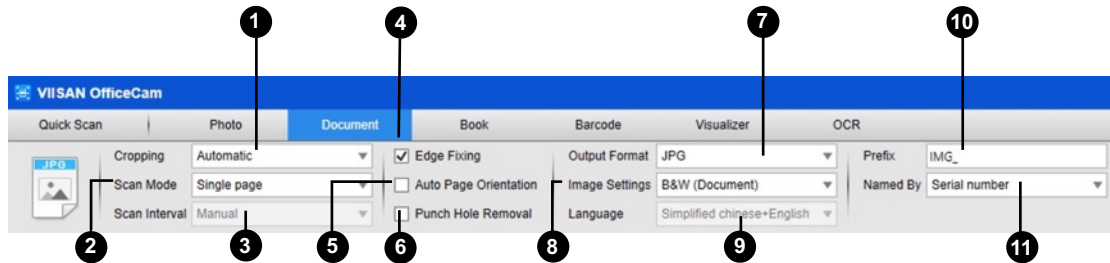 1 4 7 10
VIISAN OfficeCam
Quick Scan Photo Document Book Barcode Visualizer OCR
JPG Cropping Automatic Edge Fixing Output Format JPG Prefix IMG_
Scan Mode Single page Auto Page Orientation Image Settings B&W (Document) Named By Serial number
Scan Interval Manual Punch Hole Removal Language Simplified chinese+English
2 3 5 6 8 9 11